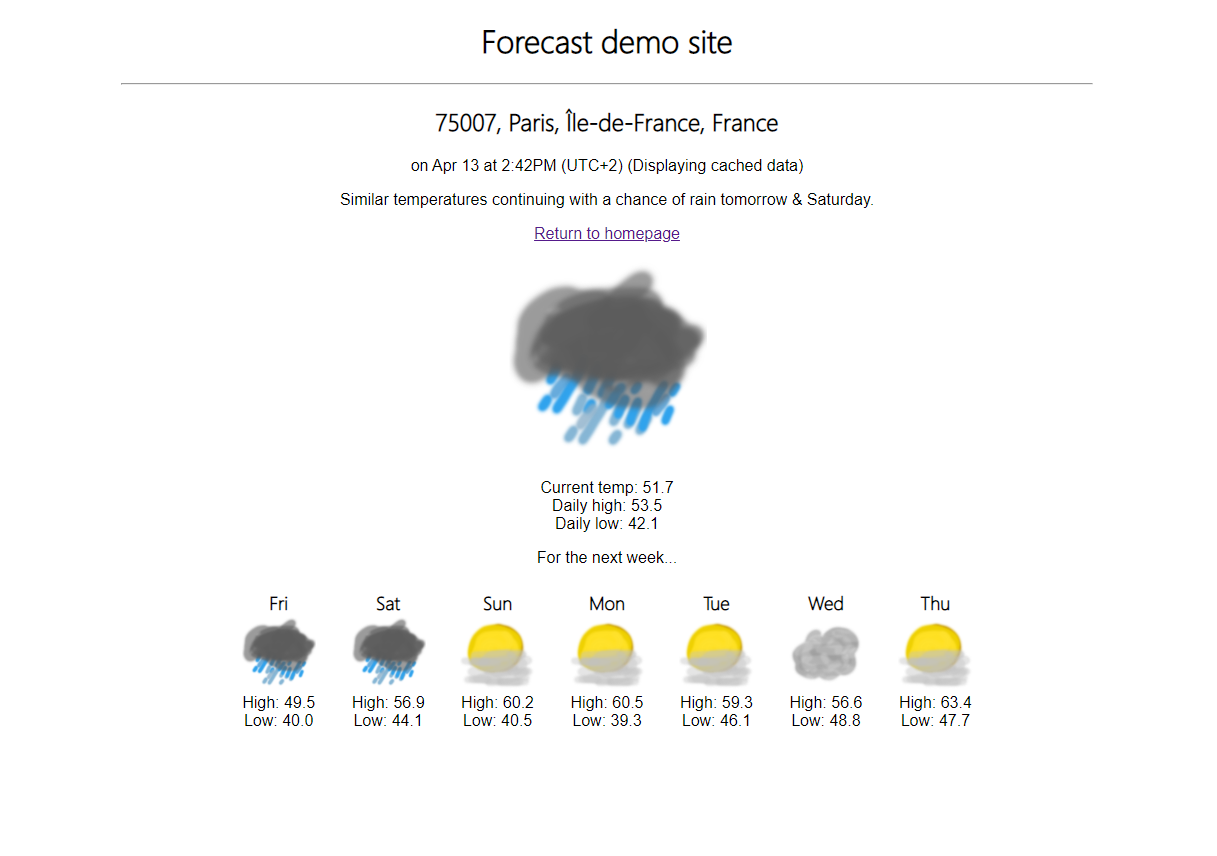 Forecast demo site
75007, Paris, Île-de-France, France
on Apr 13 at 2:42PM (UTC+2) (Displaying cached data)
Similar temperatures continuing with a chance of rain tomorrow & Saturday.
Return to homepage
Current temp: 51.7
Daily high: 53.5
Daily low: 42.1
For the next week...
Fri Sat Sun Mon Tue Wed Thu
High: 49.5 High: 56.9 High: 60.2 High: 60.5 High: 59.3 High: 56.6 High: 63.4
Low: 40.0 Low: 44.1 Low: 40.5 Low: 39.3 Low: 46.1 Low: 48.8 Low: 47.7